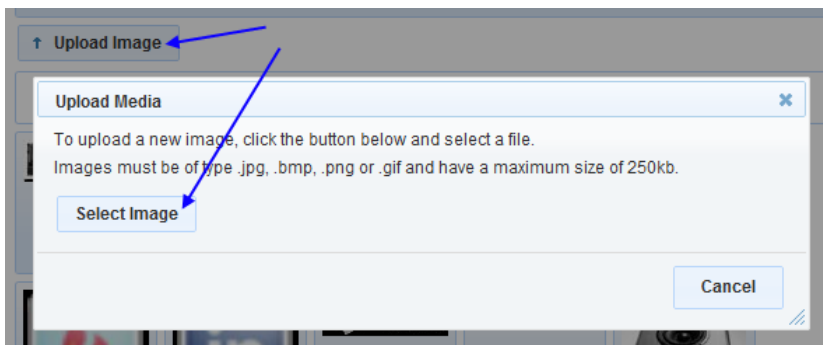 Upload Image
Upload Media
To upload a new image, click the button below and select a file.
Images must be of type .jpg, .bmp, .png or .gif and have a maximum size of 250kb.
Select Image
Cancel